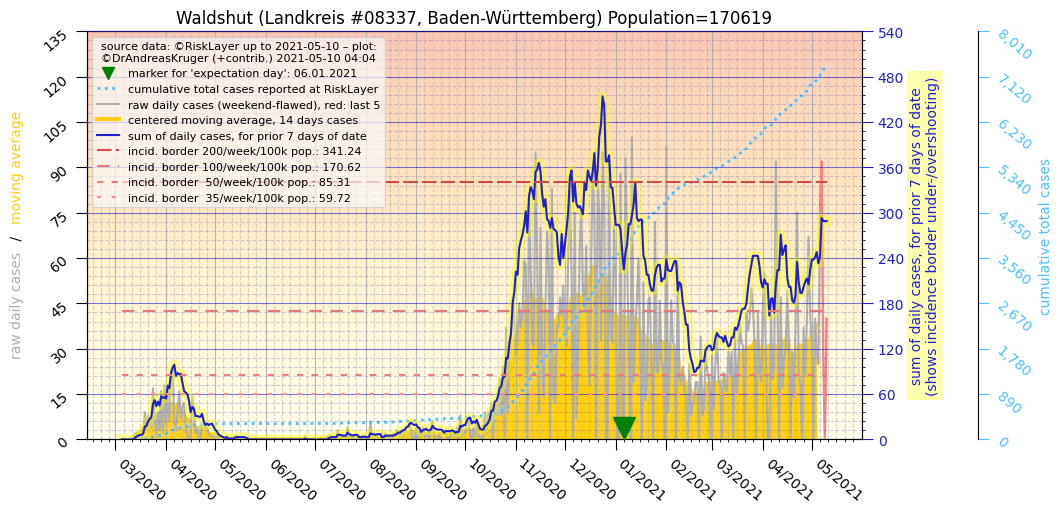 Waldshut (Landkreis #08337, Baden-Württemberg) Population=170619
source data: ©RiskLayer up to 2021-05-10 – plot:
©DrAndreasKruger (+contrib.) 2021-05-10 04:04
marker for 'expectation day': 06.01.2021
cumulative total cases reported at RiskLayer
raw daily cases (weekend-flawed), red: last 5
centered moving average, 14 days cases
sum of daily cases, for prior 7 days of date
incid. border 200/week/100k pop.: 341.24
incid. border 100/week/100k pop.: 170.62
incid. border  50/week/100k pop.: 85.31
incid. border  35/week/100k pop.: 59.72
raw daily cases  /  moving average
135
120
105
90
75
60
45
30
15
0
03/2020
04/2020
05/2020
06/2020
07/2020
08/2020
09/2020
10/2020
11/2020
12/2020
01/2021
02/2021
03/2021
04/2021
05/2021
540
480
420
360
300
240
180
120
60
0
sum of daily cases, for prior 7 days of date
(shows incidence border under-/overshooting)
8,010
7,120
6,230
5,340
4,450
3,560
2,670
1,780
890
0
cumulative total cases